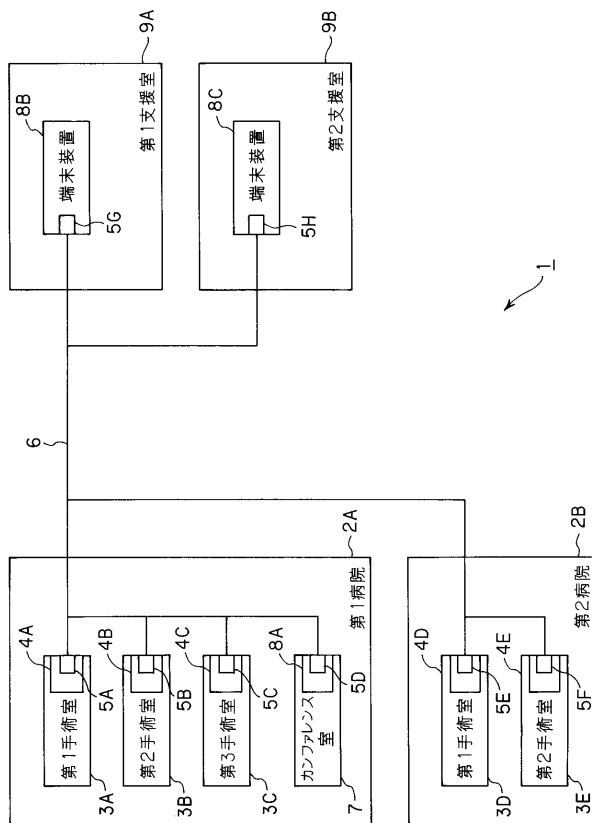 4A
第1手術室
5A
3A
4B
第2手術室
5B
3B
4C
第3手術室
5C
3C
8A
カンファレンス
室
5D
7
2A
第1病院
4D
第1手術室
5E
3D
4E
第2手術室
5F
3E
2B
第2病院
6
8B
端末装置
5G
9A
第1支援室
8C
端末装置
5H
9B
第2支援室
1